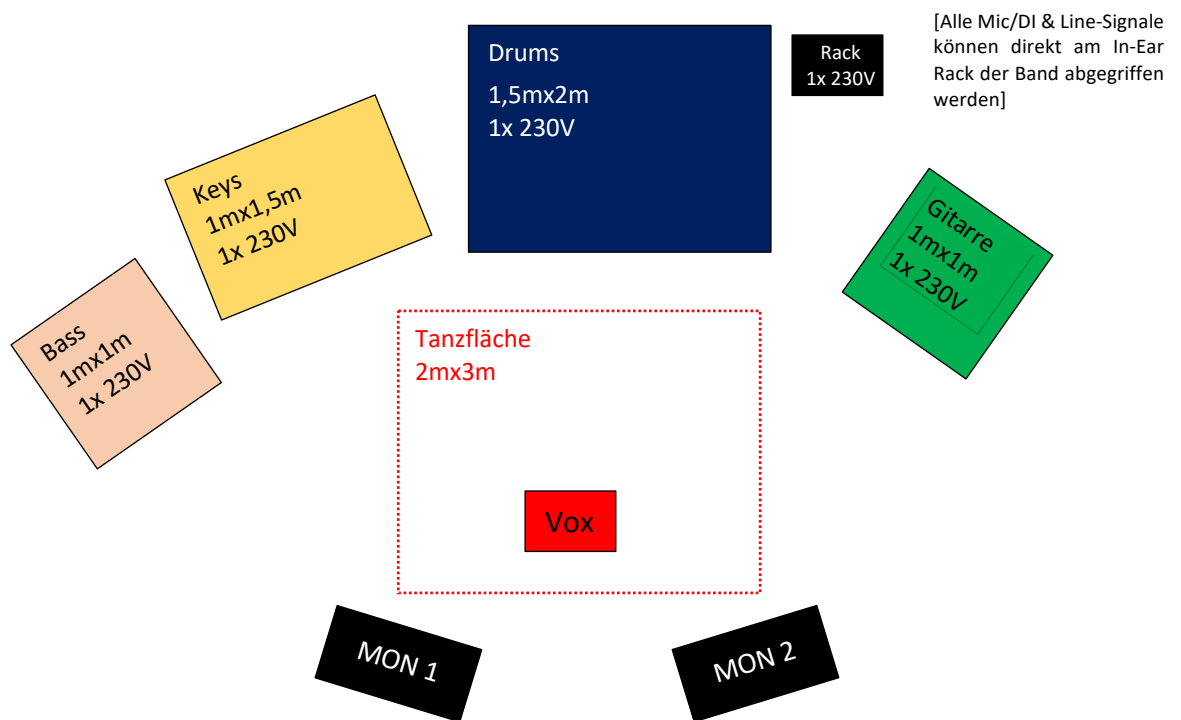 Drums
1,5mx2m
1x 230V
Rack
1x 230V
[Alle Mic/DI & Line-Signale
können direkt am In-Ear
Rack der Band abgegriffen
werden]
Keys
1mx1,5m
1x 230V
Gitarre
1mx1m
1x 230V
Bass
1mx1m
1x 230V
Tanzfläche
2mx3m
Vox
MON 1
MON 2